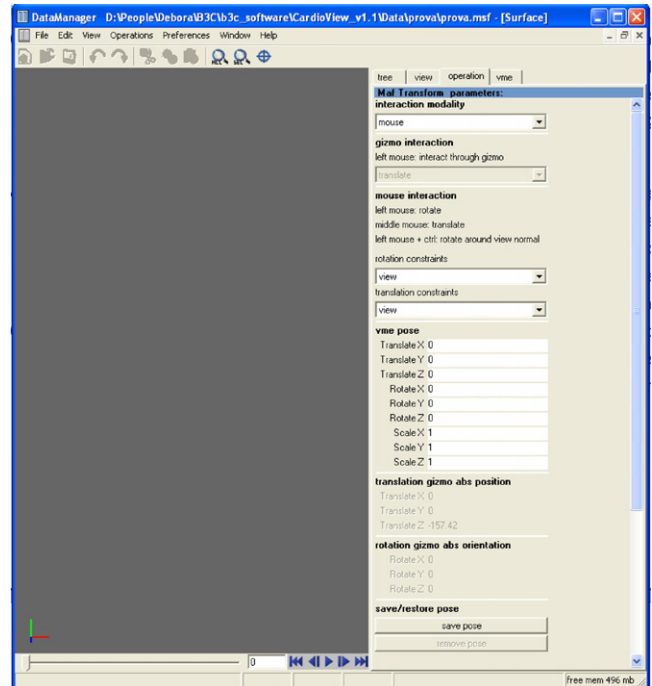 DataManager D:\People\Debora\B3C\b3c_software\CardioView_v1.1\Data\prova\prova.msf - [Surface]
File Edit View Operations Preferences Window Help
tree view operation vme
Maf Transform parameters:
interaction modality
mouse
gizmo interaction
left mouse: interact through gizmo
translate
mouse interaction
left mouse: rotate
middle mouse: translate
left mouse + ctrl: rotate around view normal
rotation constraints
view
translation constraints
view
vme pose
Translate X 0
Translate Y 0
Translate Z 0
Rotate X 0
Rotate Y 0
Rotate Z 0
Scale X 1
Scale Y 1
Scale Z 1
translation gizmo abs position
Translate X 0
Translate Y 0
Translate Z -157.42
rotation gizmo abs orientation
Rotate X 0
Rotate Y 0
Rotate Z 0
save/restore pose
save pose
remove pose
0
free mem 496 mb